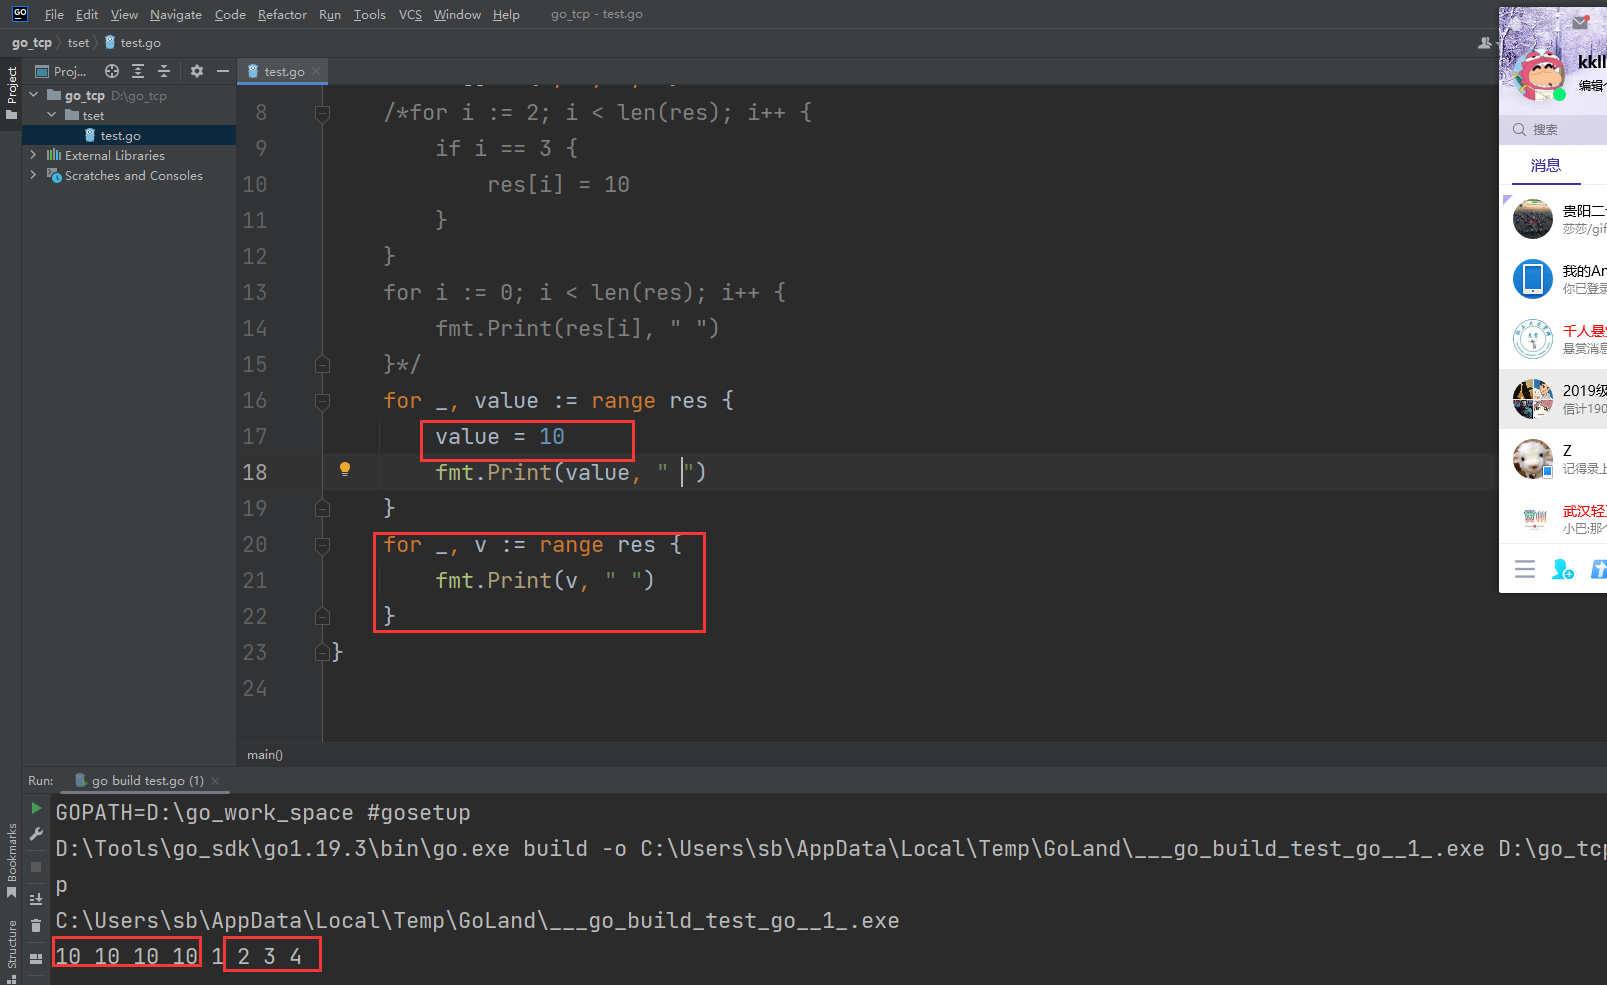 File Edit View Navigate Code Refactor Run Tools VCS Window Help go_tcp - test.go
go_tcp tset test.go
Project
Proj...
test.go
go_tcp D:\go_tcp
tset
test.go
External Libraries
Scratches and Consoles
8 /*for i := 2; i < len(res); i++ {
9 if i == 3 {
10 res[i] = 10
11 }
12 }
13 for i := 0; i < len(res); i++ {
14 fmt.Print(res[i], " ")
15 }*/
16 for _, value := range res {
17 value = 10
18 fmt.Print(value, " ")
19 }
20 for _, v := range res {
21 fmt.Print(v, " ")
22 }
23 }
24
main()
Run: go build test.go (1)
GOPATH=D:\go_work_space #gosetup
D:\Tools\go_sdk\go1.19.3\bin\go.exe build -o C:\Users\sb\AppData\Local\Temp\GoLand\___go_build_test_go__1_.exe D:\go_tcp
p
C:\Users\sb\AppData\Local\Temp\GoLand\___go_build_test_go__1_.exe
10 10 10 10 1 2 3 4
Bookmarks
Structure
kkll
编辑
搜索
消息
贵阳二
莎莎/gif
我的An
你已登录
千人悬
悬赏消息
2019级
信计190
Z
记得录上
武汉轻
小巴:那